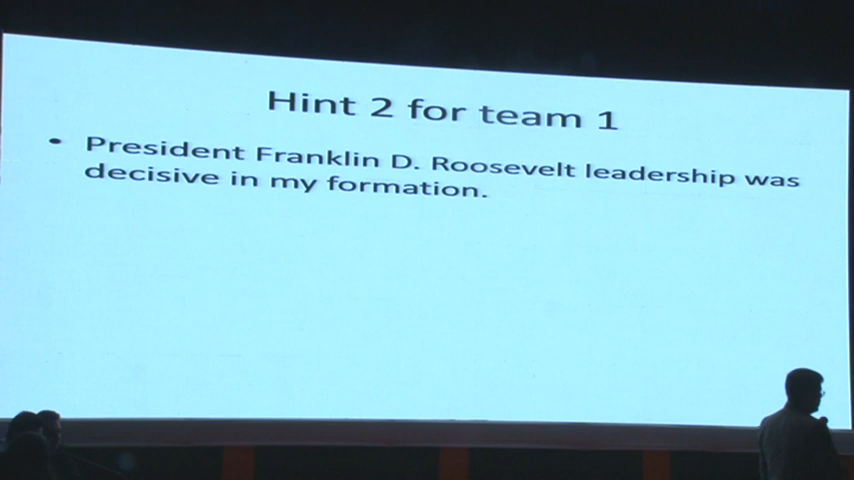 Hint 2 for team 1
• President Franklin D. Roosevelt leadership was
decisive in my formation.